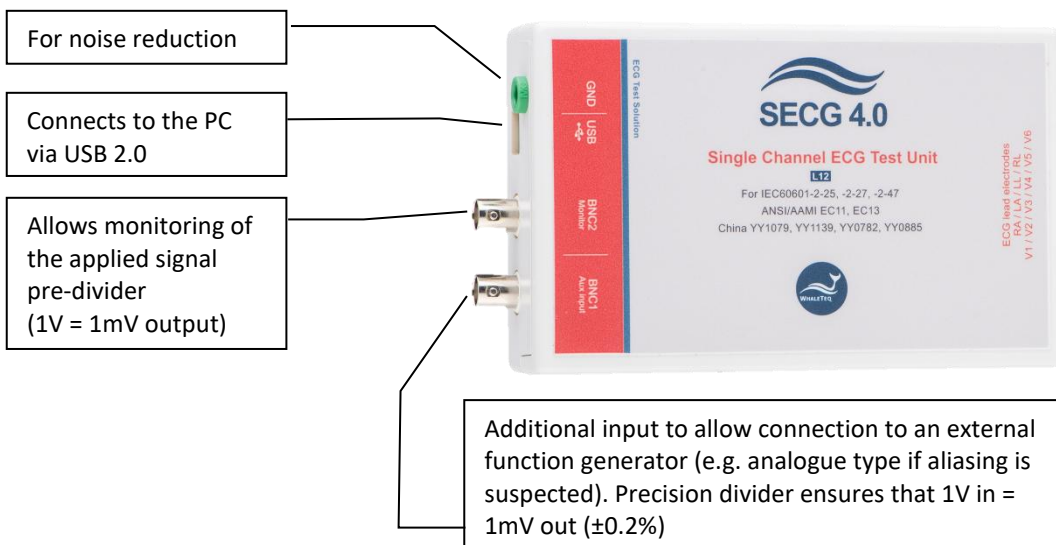 For noise reduction
Connects to the PC
via USB 2.0
Allows monitoring of
the applied signal
pre-divider
(1V = 1mV output)
ECG Test Solution
GND
USB
BNC2
Monitor
BNC1
Aux input
SECG 4.0
Single Channel ECG Test Unit
L12
For IEC60601-2-25, -2-27, -2-47
ANSI/AAMI EC11, EC13
China YY1079, YY1139, YY0782, YY0885
WHALETEQ
ECG lead electrodes
RA / LA / LL / RL
V1 / V2 / V3 / V4 / V5 / V6
Additional input to allow connection to an external
function generator (e.g. analogue type if aliasing is
suspected). Precision divider ensures that 1V in =
1mV out (±0.2%)